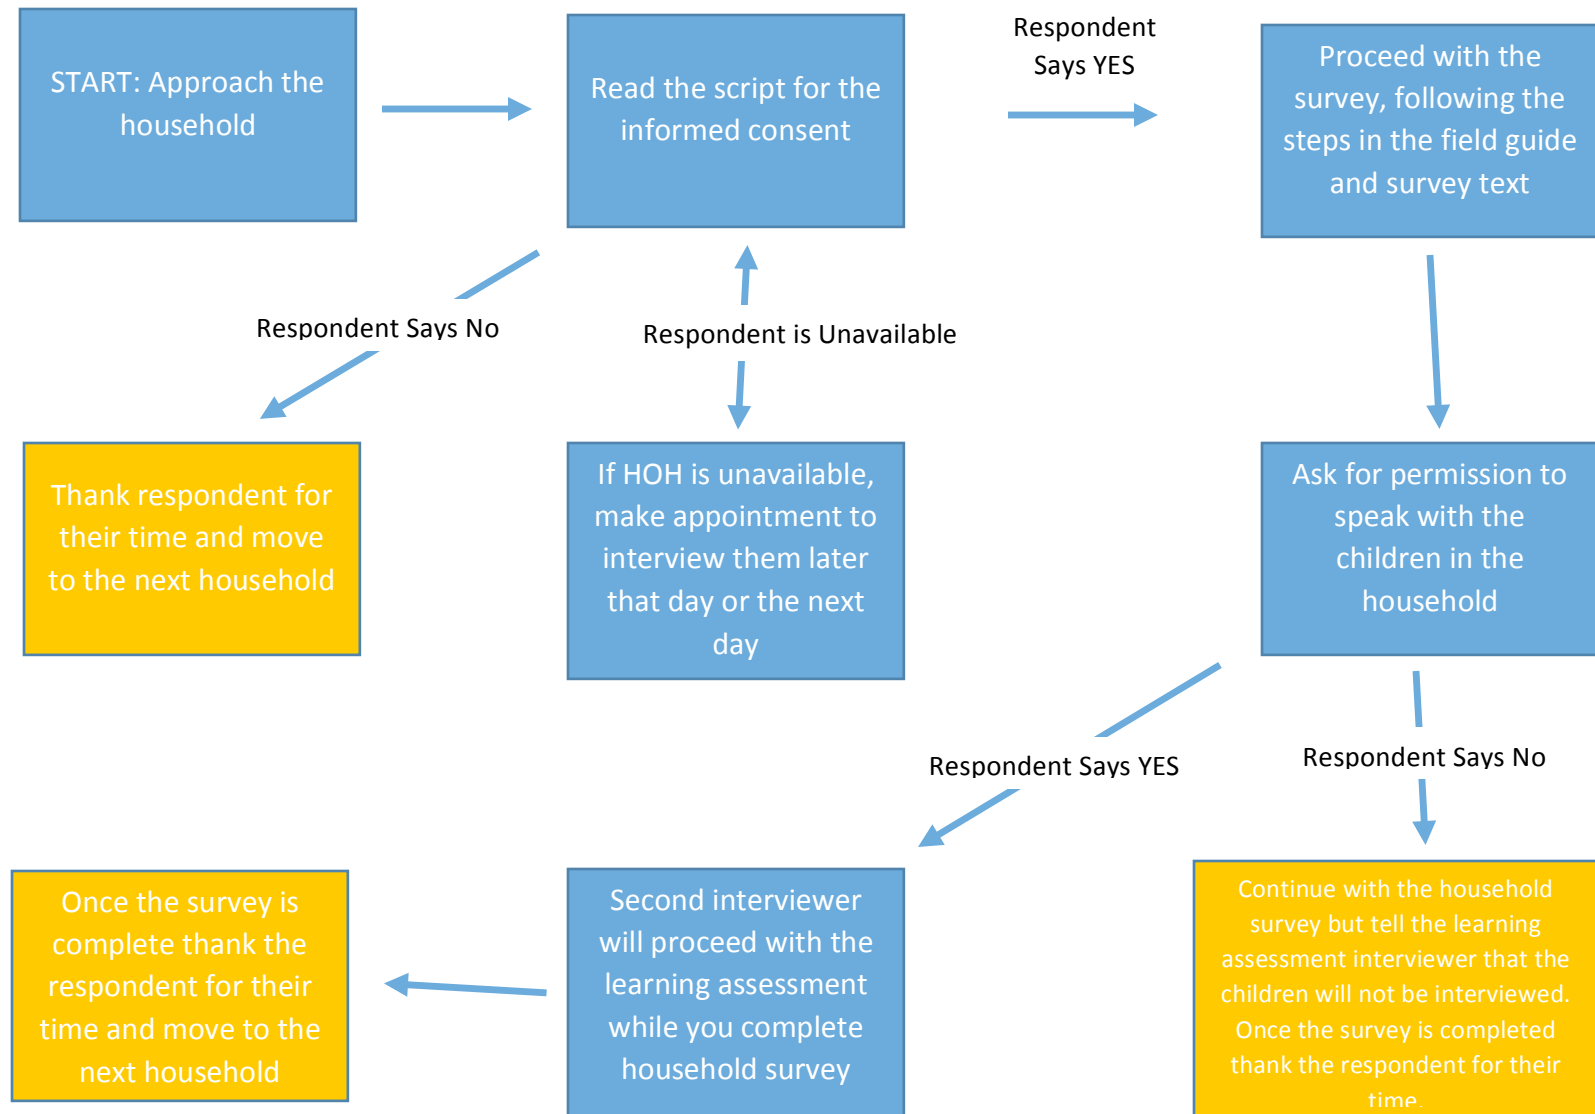 START: Approach the
household
Read the script for the
informed consent
Respondent
Says YES
Proceed with the
survey, following the
steps in the field guide
and survey text
Respondent Says No
Respondent is Unavailable
Thank respondent for
their time and move
to the next household
If HOH is unavailable,
make appointment to
interview them later
that day or the next
day
Ask for permission to
speak with the
children in the
household
Respondent Says YES
Respondent Says No
Once the survey is
complete thank the
respondent for their
time and move to the
next household
Second interviewer
will proceed with the
learning assessment
while you complete
household survey
Continue with the household
survey but tell the learning
assessment interviewer that the
children will not be interviewed.
Once the survey is completed
thank the respondent for their
time.